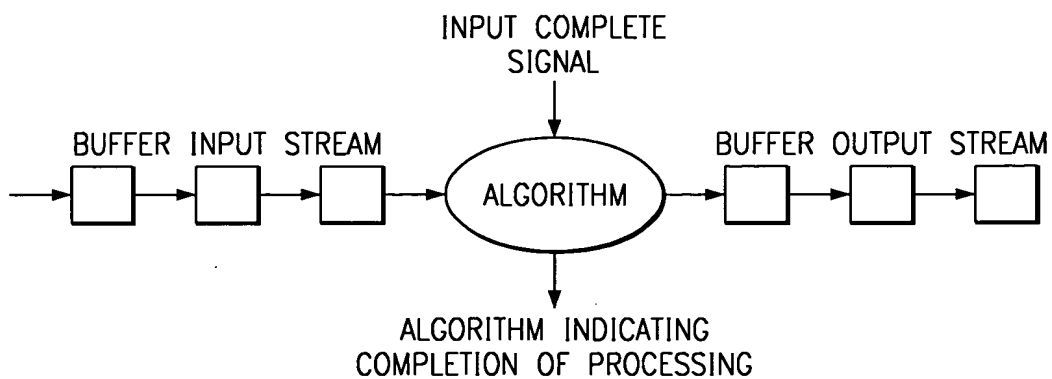 INPUT COMPLETE
SIGNAL
BUFFER INPUT STREAM
ALGORITHM
BUFFER OUTPUT STREAM
ALGORITHM INDICATING
COMPLETION OF PROCESSING